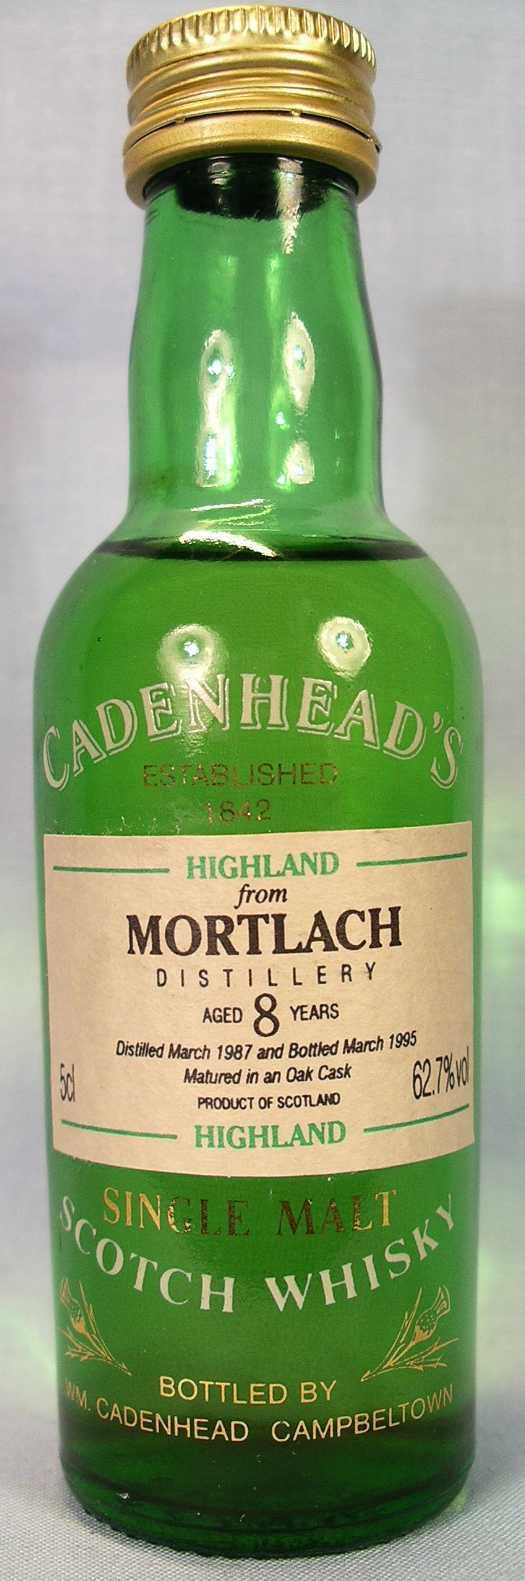 CADENHEAD'S
ESTABLISHED
1842
HIGHLAND
from
MORTLACH
DISTILLERY
AGED 8 YEARS
Distilled March 1987 and Bottled March 1995
Matured in an Oak Cask
5cl
62.7%vol
PRODUCT OF SCOTLAND
HIGHLAND
SINGLE MALT
SCOTCH WHISKY
BOTTLED BY
WM. CADENHEAD CAMPBELTOWN